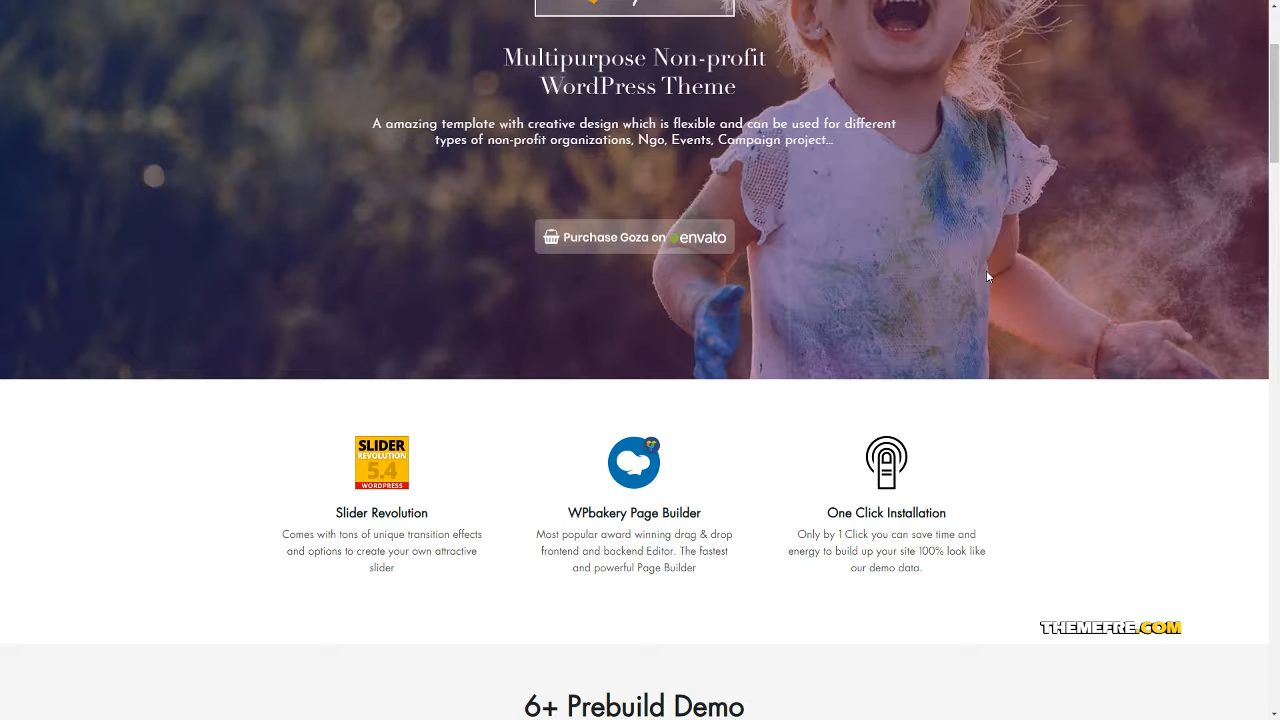 Multipurpose Non-profit
WordPress Theme
A amazing template with creative design which is flexible and can be used for different
types of non-profit organizations, Ngo, Events, Campaign project...
Purchase Goza on envato
SLIDER
REVOLUTION
5.4
WORDPRESS
Slider Revolution
Comes with tons of unique transition effects
and options to create your own attractive
slider
WPbakery Page Builder
Most popular award winning drag & drop
frontend and backend Editor. The fastest
and powerful Page Builder
One Click Installation
Only by 1 Click you can save time and
energy to build up your site 100% look like
our demo data.
THEMEFRE.COM
6+ Prebuild Demo